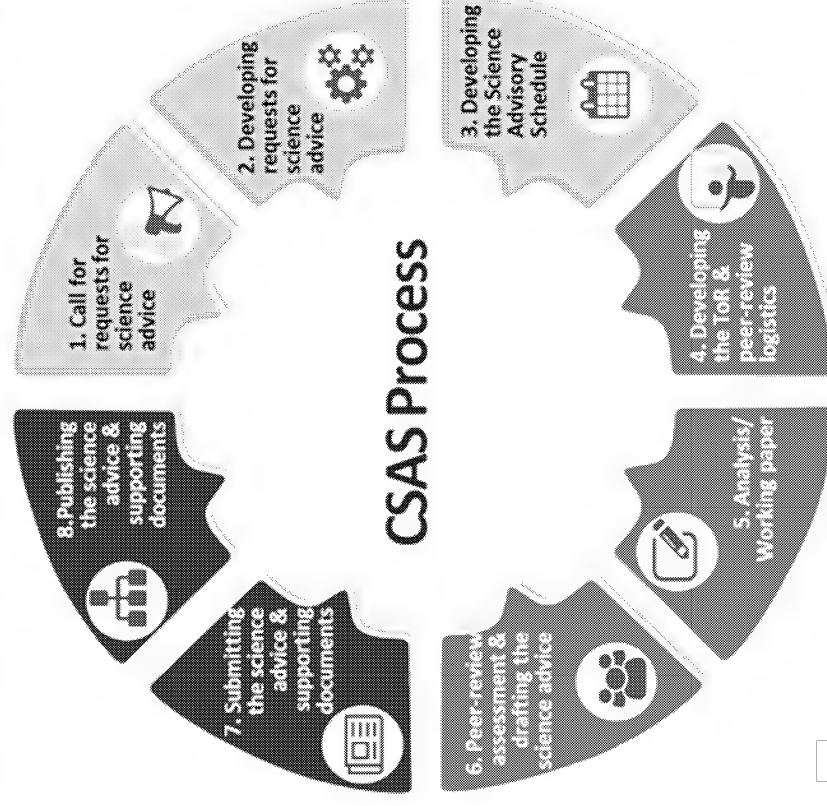 CSAS Process
1. Call for
requests for
science
advice
2. Developing
requests for
science
advice
3. Developing
the Science
Advisory
Schedule
4. Developing
the ToR &
peer-review
logistics
5. Analysis/
Working paper
6. Peer-review
assessment &
drafting the
science advice
7. Submitting
the science
advice &
supporting
documents
8.Publishing
the science
advice &
supporting
documents